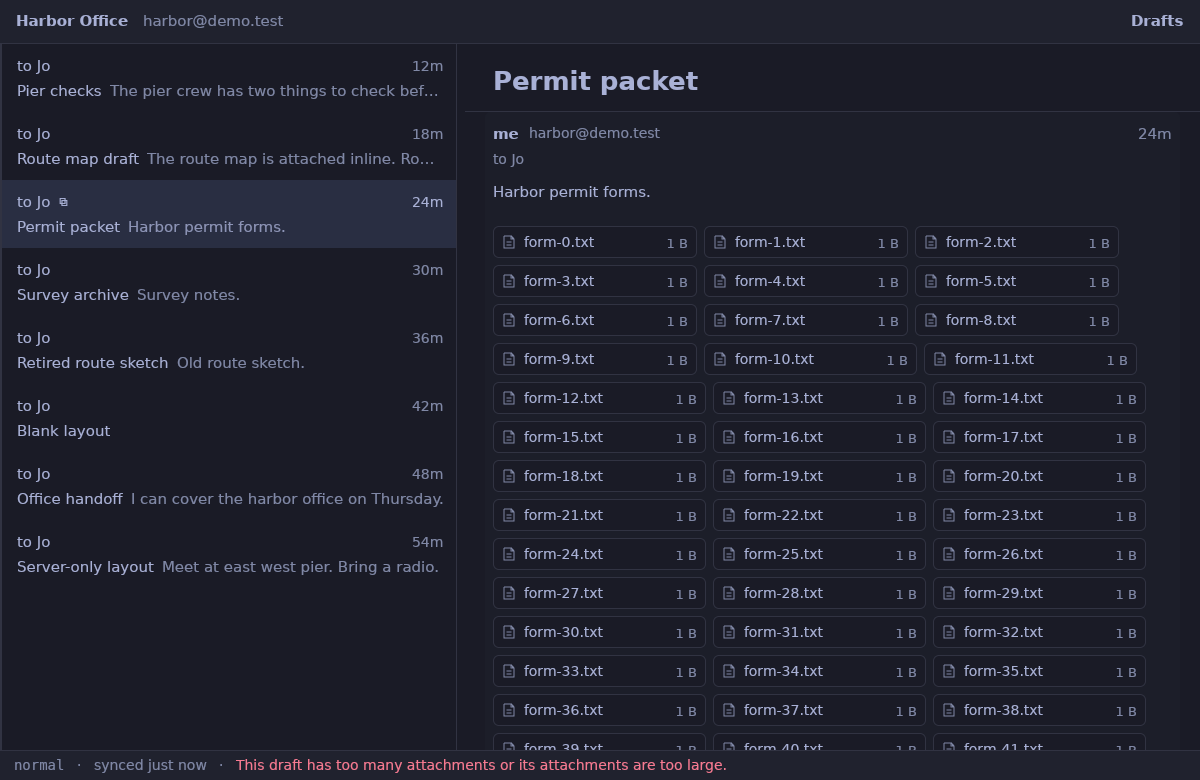 Harbor Office harbor@demo.test Drafts
to Jo 12m
Pier checks The pier crew has two things to check bef…
to Jo 18m
Route map draft The route map is attached inline. Ro…
to Jo 24m
Permit packet Harbor permit forms.
to Jo 30m
Survey archive Survey notes.
to Jo 36m
Retired route sketch Old route sketch.
to Jo 42m
Blank layout
to Jo 48m
Office handoff I can cover the harbor office on Thursday.
to Jo 54m
Server-only layout Meet at east west pier. Bring a radio.
Permit packet
me harbor@demo.test 24m
to Jo
Harbor permit forms.
form-0.txt 1 B form-1.txt 1 B form-2.txt 1 B
form-3.txt 1 B form-4.txt 1 B form-5.txt 1 B
form-6.txt 1 B form-7.txt 1 B form-8.txt 1 B
form-9.txt 1 B form-10.txt 1 B form-11.txt 1 B
form-12.txt 1 B form-13.txt 1 B form-14.txt 1 B
form-15.txt 1 B form-16.txt 1 B form-17.txt 1 B
form-18.txt 1 B form-19.txt 1 B form-20.txt 1 B
form-21.txt 1 B form-22.txt 1 B form-23.txt 1 B
form-24.txt 1 B form-25.txt 1 B form-26.txt 1 B
form-27.txt 1 B form-28.txt 1 B form-29.txt 1 B
form-30.txt 1 B form-31.txt 1 B form-32.txt 1 B
form-33.txt 1 B form-34.txt 1 B form-35.txt 1 B
form-36.txt 1 B form-37.txt 1 B form-38.txt 1 B
form-39.txt 1 B form-40.txt 1 B form-41.txt 1 B
normal · synced just now · This draft has too many attachments or its attachments are too large.